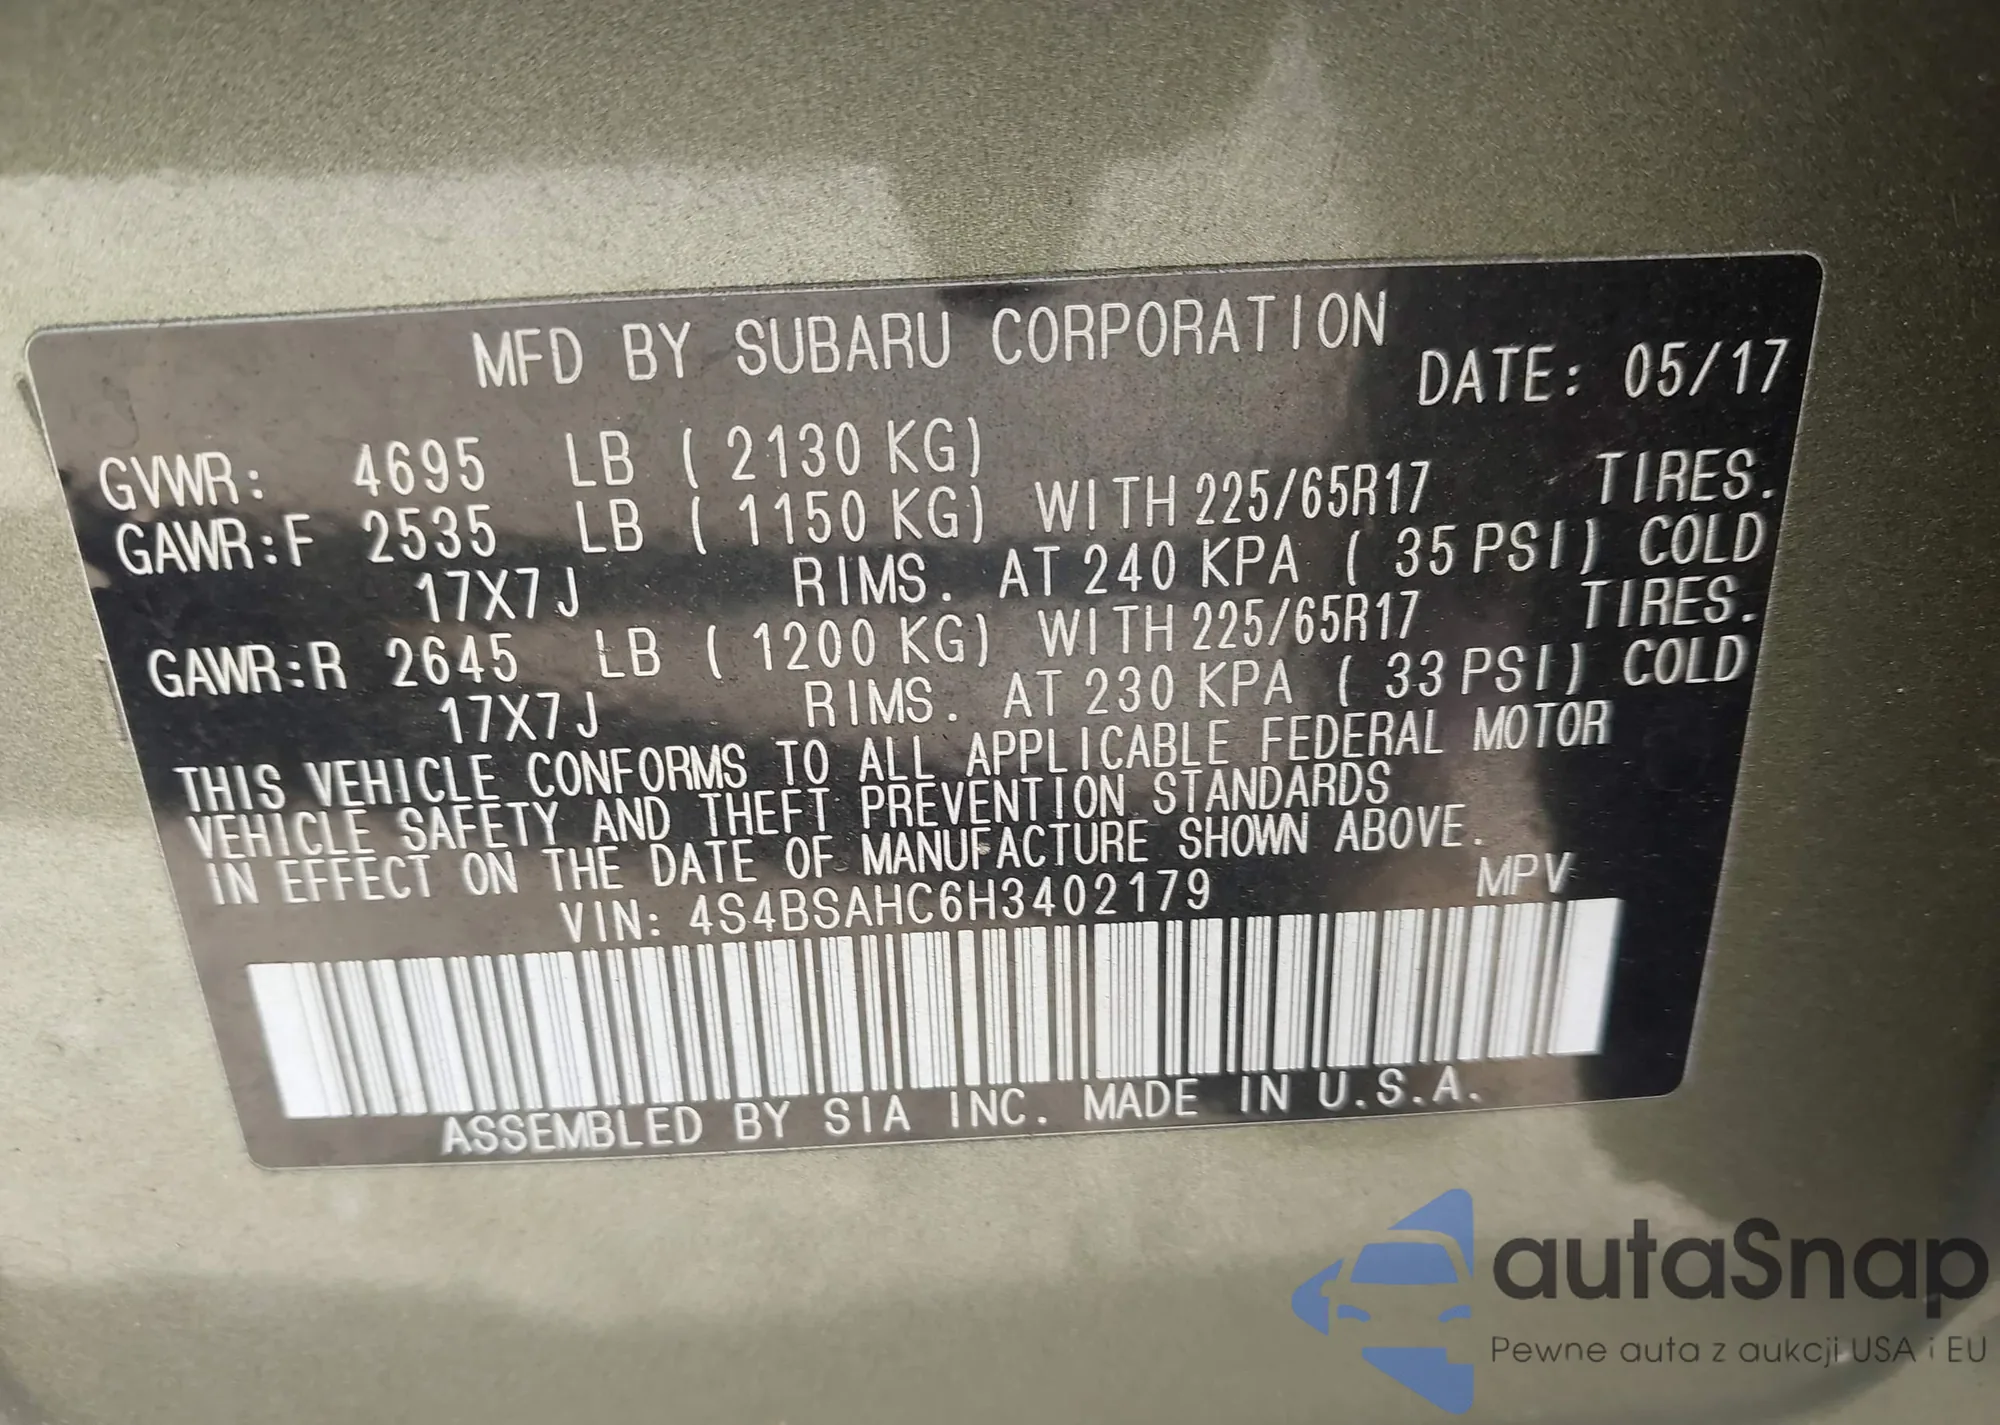 MFD BY SUBARU CORPORATION
DATE: 05/17
GVWR: 4695 LB ( 2130 KG)
GAWR:F 2535 LB ( 1150 KG) WITH 225/65R17 TIRES.
17X7J RIMS. AT 240 KPA ( 35 PSI) COLD
GAWR:R 2645 LB ( 1200 KG) WITH 225/65R17 TIRES.
17X7J RIMS. AT 230 KPA ( 33 PSI) COLD
THIS VEHICLE CONFORMS TO ALL APPLICABLE FEDERAL MOTOR
VEHICLE SAFETY AND THEFT PREVENTION STANDARDS
IN EFFECT ON THE DATE OF MANUFACTURE SHOWN ABOVE.
VIN: 4S4BSAHC6H3402179 MPV
ASSEMBLED BY SIA INC. MADE IN U.S.A.
autaSnap
Pewne auta z aukcji USA i EU